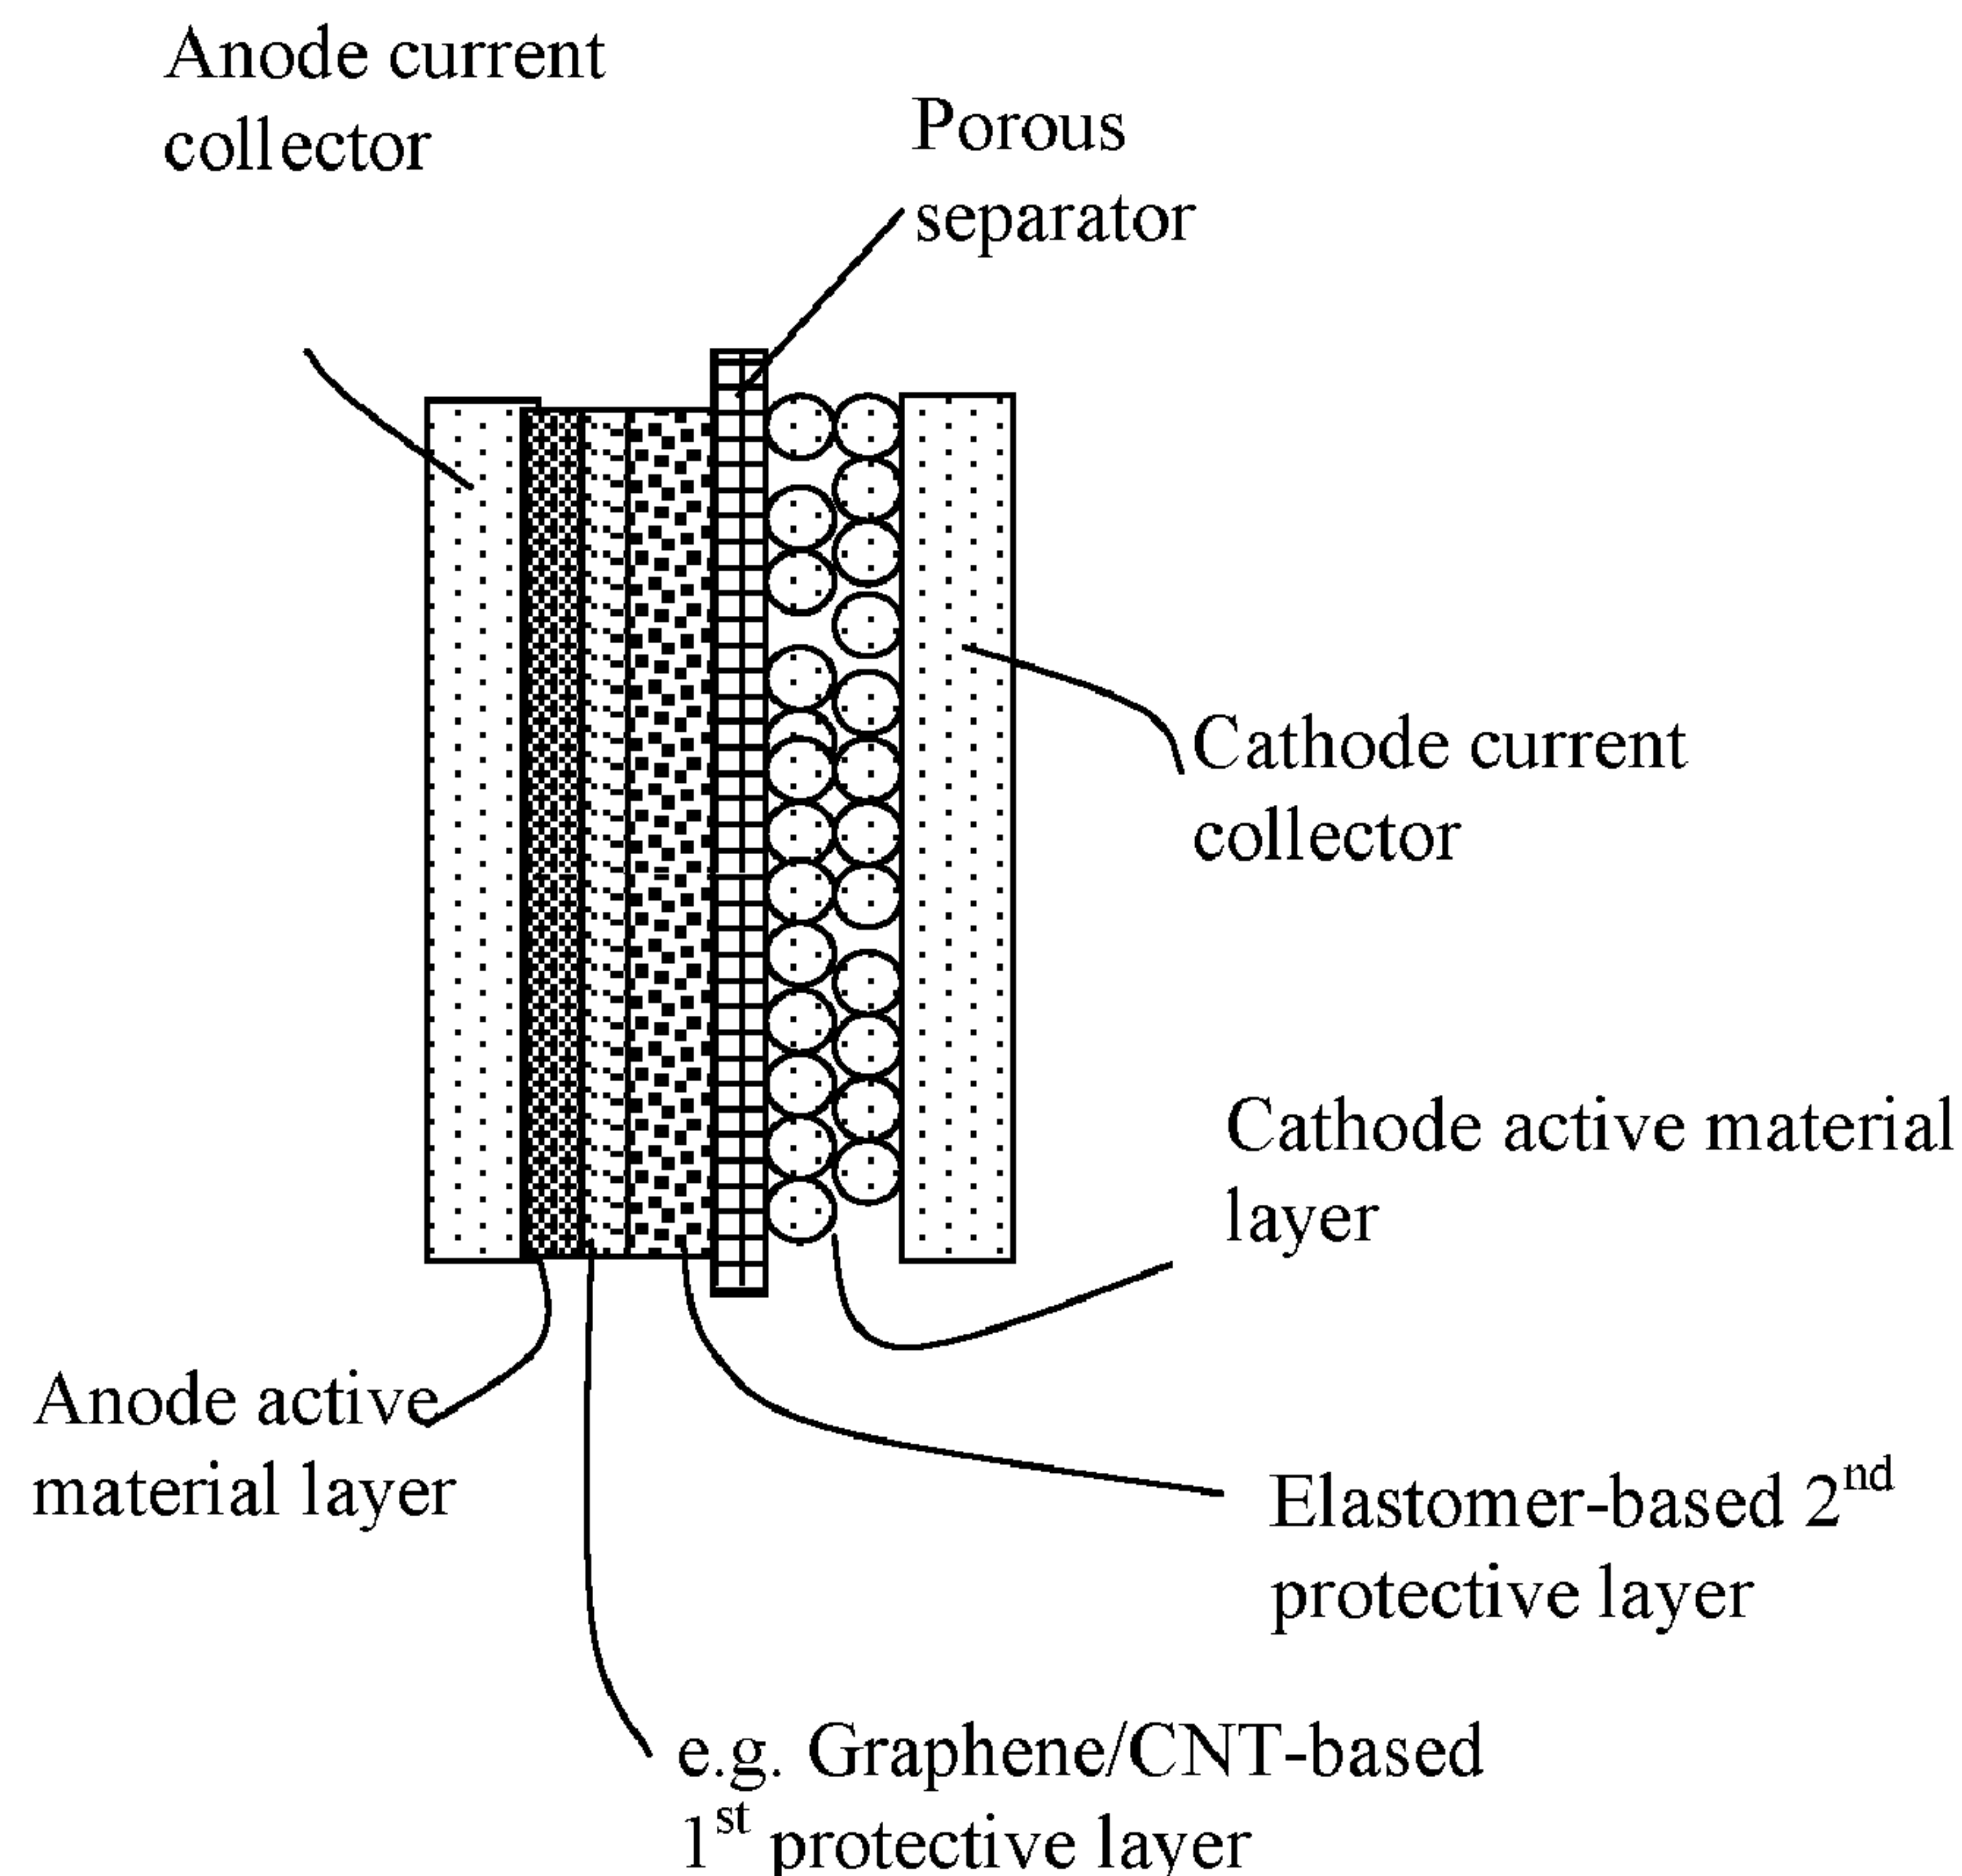 Anode current
collector
Porous
separator
Cathode current
collector
Cathode active material
layer
Anode active
material layer
Elastomer-based 2nd
protective layer
e.g. Graphene/CNT-based
1st protective layer